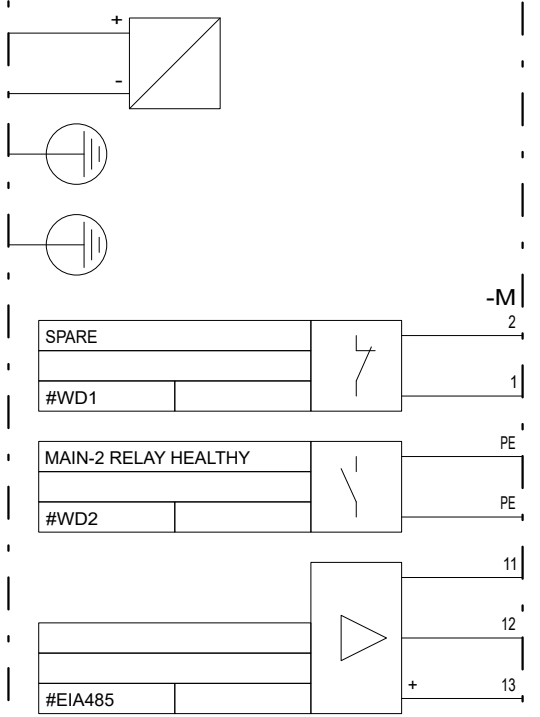 +
-
-M
SPARE
2
#WD1
1
MAIN-2 RELAY HEALTHY
PE
#WD2
PE
11
12
#EIA485
+
13